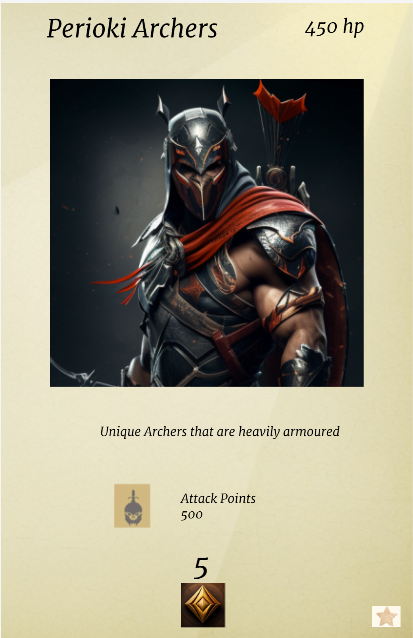 Perioki Archers
450 hp
Unique Archers that are heavily armoured
Attack Points
500
5